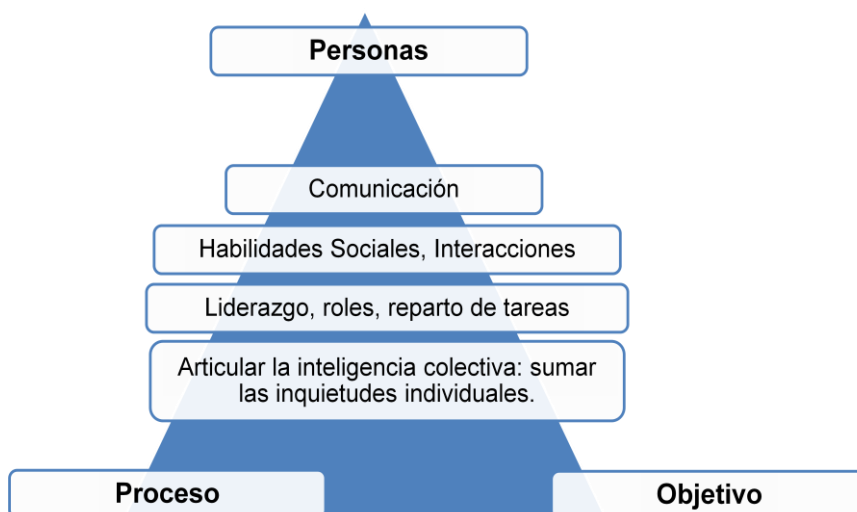 Personas
Comunicación
Habilidades Sociales, Interacciones
Liderazgo, roles, reparto de tareas
Articular la inteligencia colectiva: sumar
las inquietudes individuales.
Proceso
Objetivo